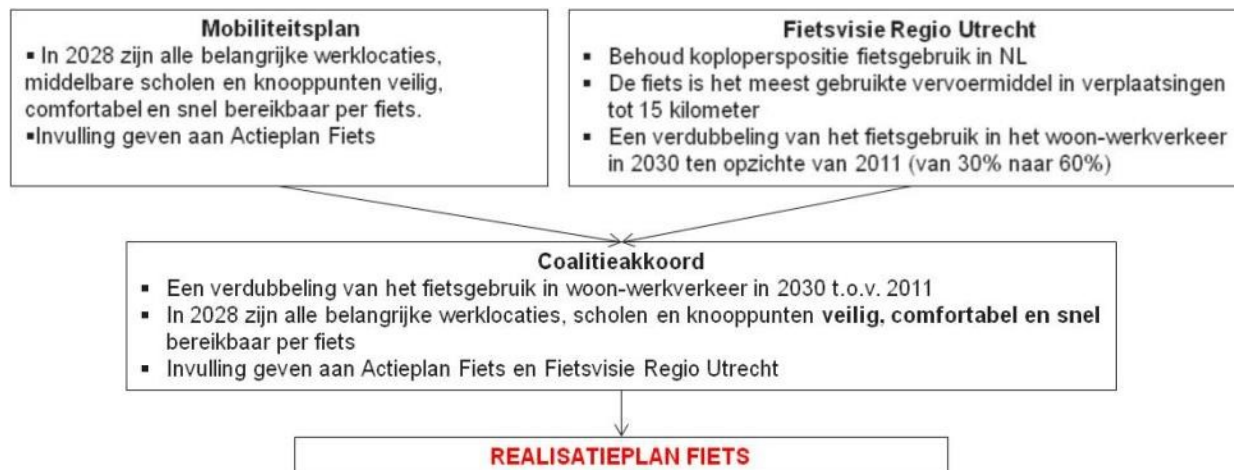 Mobiliteitsplan
▪ In 2028 zijn alle belangrijke werklocaties,
middelbare scholen en knooppunten veilig,
comfortabel en snel bereikbaar per fiets.
▪Invulling geven aan Actieplan Fiets
Fietsvisie Regio Utrecht
▪ Behoud koploperspositie fietsgebruik in NL
▪ De fiets is het meest gebruikte vervoermiddel in verplaatsingen
tot 15 kilometer
▪ Een verdubbeling van het fietsgebruik in het woon-werkverkeer
in 2030 ten opzichte van 2011 (van 30% naar 60%)
Coalitieakkoord
▪ Een verdubbeling van het fietsgebruik in woon-werkverkeer in 2030 t.o.v. 2011
▪ In 2028 zijn alle belangrijke werklocaties, scholen en knooppunten veilig, comfortabel en snel
bereikbaar per fiets
▪ Invulling geven aan Actieplan Fiets en Fietsvisie Regio Utrecht
REALISATIEPLAN FIETS